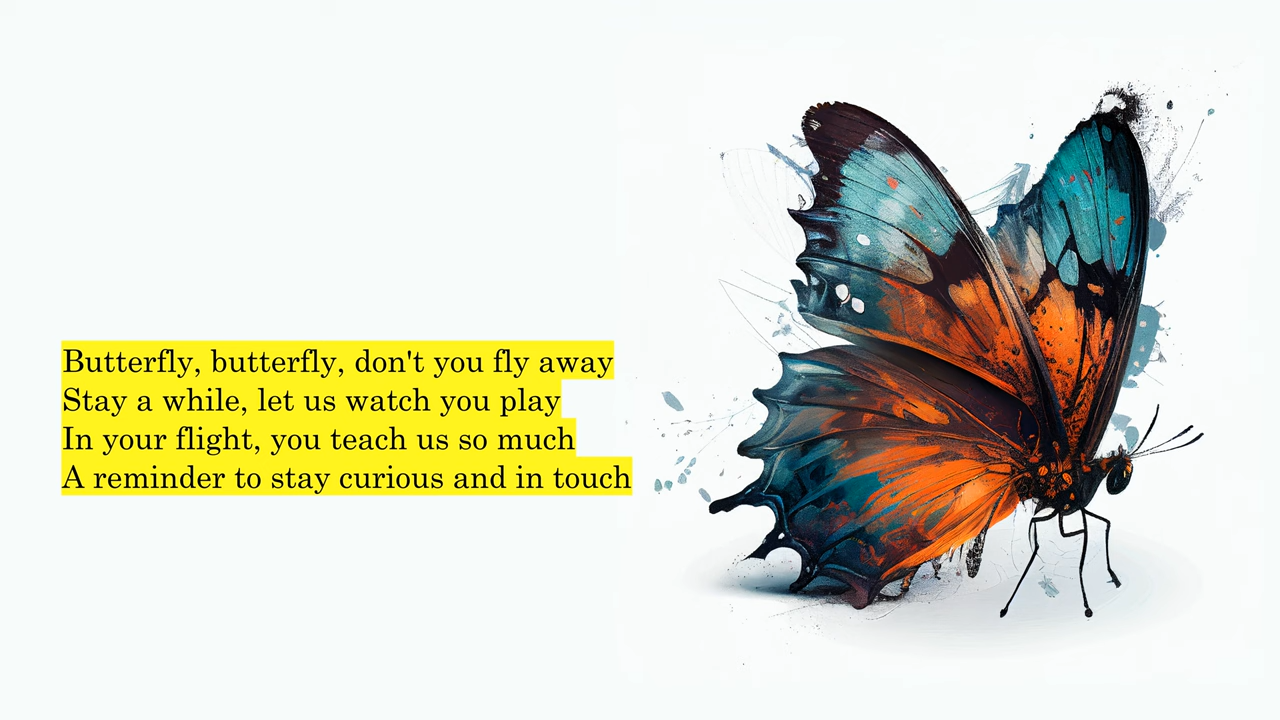 Butterfly, butterfly, don't you fly away
Stay a while, let us watch you play
In your flight, you teach us so much
A reminder to stay curious and in touch